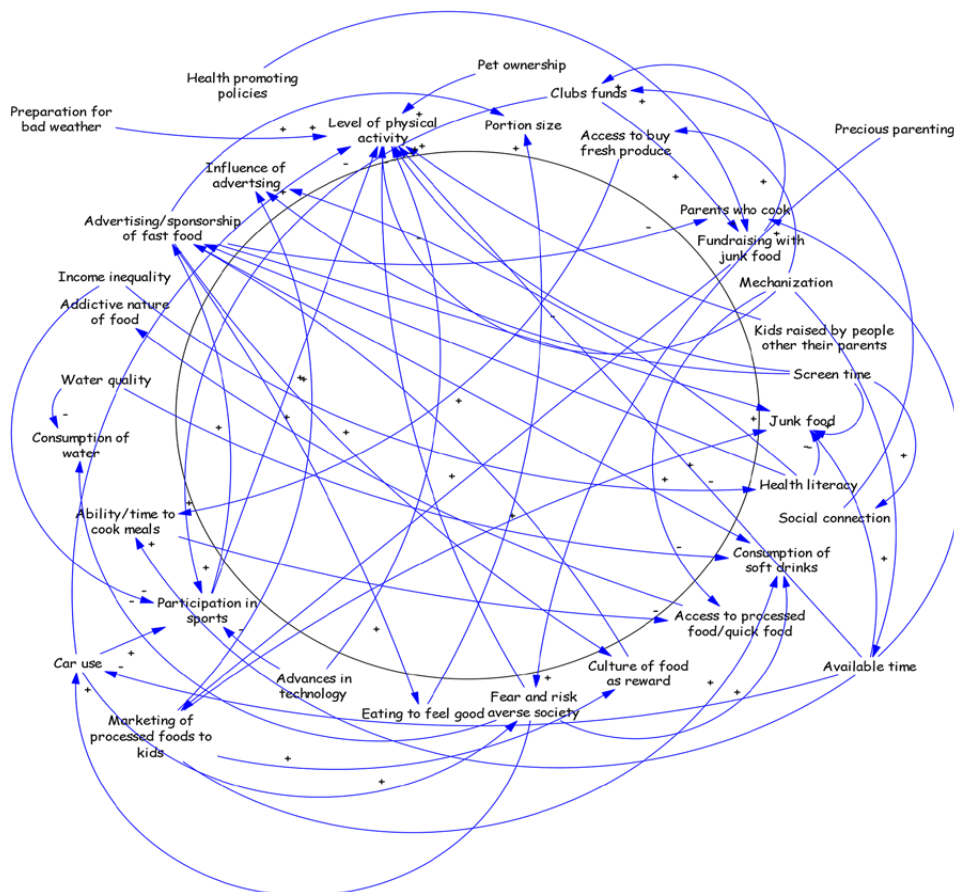 Health promoting
policies
Pet ownership
Clubs funds
Preparation for
bad weather
Level of physical
activity
Portion size
Access to buy
fresh produce
Precious parenting
Influence of
advertsing
Parents who cook
Advertising/sponsorship
of fast food
Fundraising with
junk food
Income inequality
Mechanization
Addictive nature
of food
Kids raised by people
other their parents
Water quality
Screen time
Consumption of
water
Junk food
Health literacy
Ability/time to
cook meals
Social connection
Consumption of
soft drinks
Participation in
sports
Access to processed
food/quick food
Car use
Advances in
technology
Culture of food
as reward
Available time
Eating to feel good
Fear and risk
averse society
Marketing of
processed foods to
kids